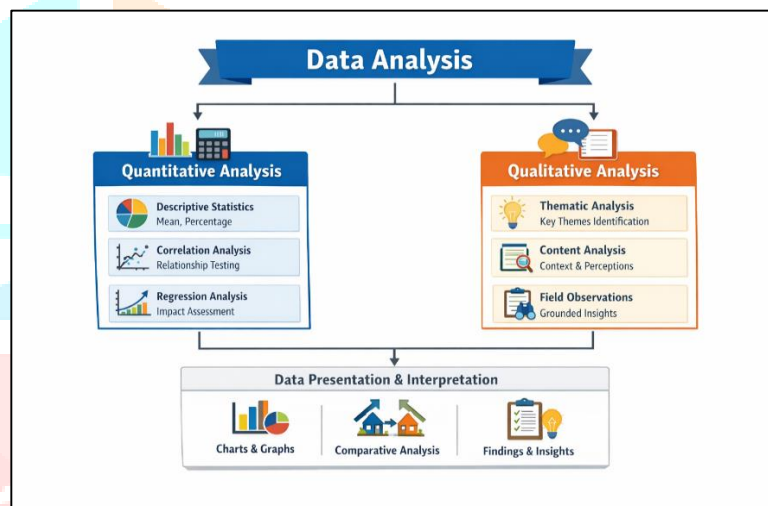 Data Analysis
Quantitative Analysis
Descriptive Statistics
Mean, Percentage
Correlation Analysis
Relationship Testing
Regression Analysis
Impact Assessment
Qualitative Analysis
Thematic Analysis
Key Themes Identification
Content Analysis
Context & Perceptions
Field Observations
Grounded Insights
Data Presentation & Interpretation
Charts & Graphs
Comparative Analysis
Findings & Insights